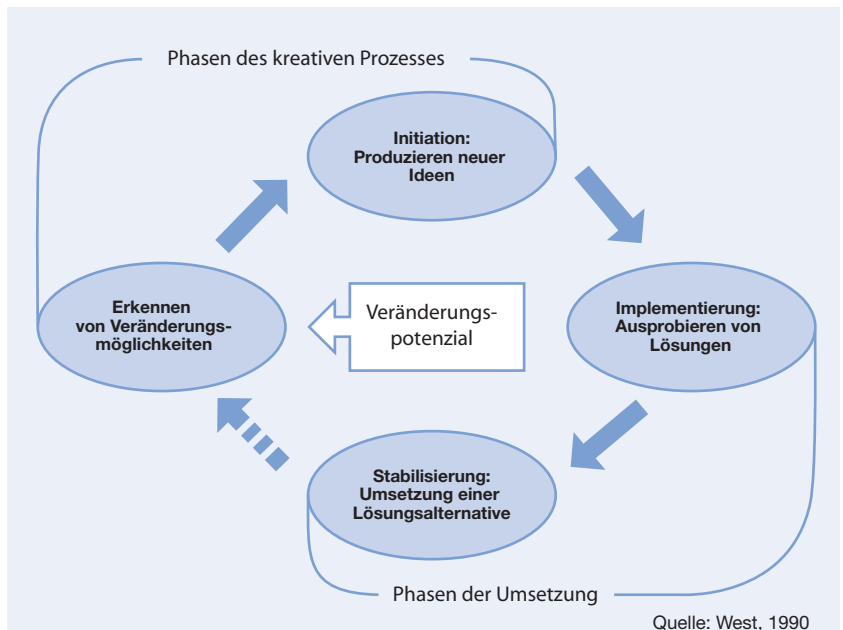 Phasen des kreativen Prozesses
Initiation:
Produzieren neuer
Ideen
Erkennen
von Veränderungs-
möglichkeiten
Veränderungs-
potenzial
Implementierung:
Ausprobieren von
Lösungen
Stabilisierung:
Umsetzung einer
Lösungsalternative
Phasen der Umsetzung
Quelle: West, 1990